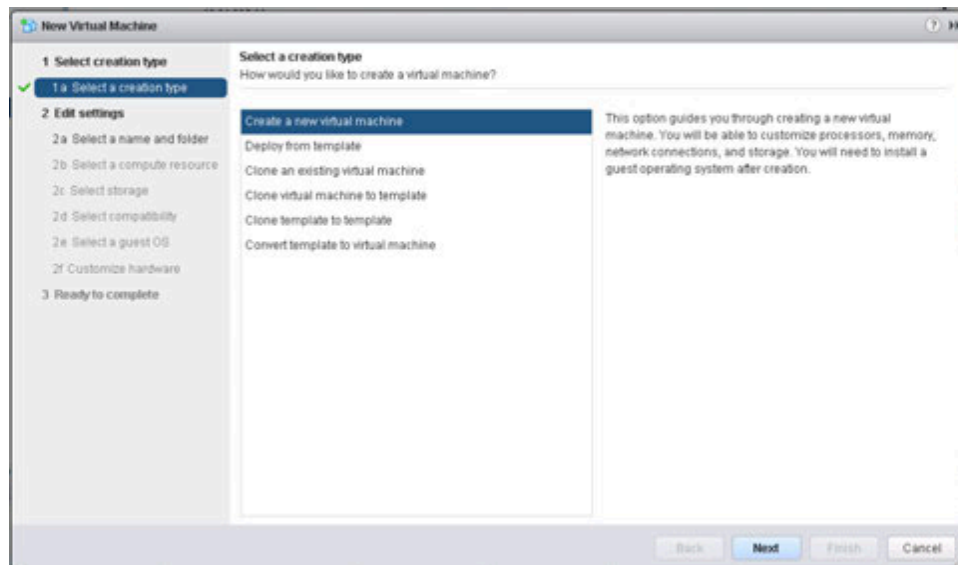 New Virtual Machine
?
1 Select creation type
1a Select a creation type
2 Edit settings
2a Select a name and folder
2b Select a compute resource
2c Select storage
2d Select compatibility
2e Select a guest OS
2f Customize hardware
3 Ready to complete
Select a creation type
How would you like to create a virtual machine?
Create a new virtual machine
Deploy from template
Clone an existing virtual machine
Clone virtual machine to template
Clone template to template
Convert template to virtual machine
This option guides you through creating a new virtual
machine. You will be able to customize processors, memory,
network connections, and storage. You will need to install a
guest operating system after creation.
Back Next Finish Cancel